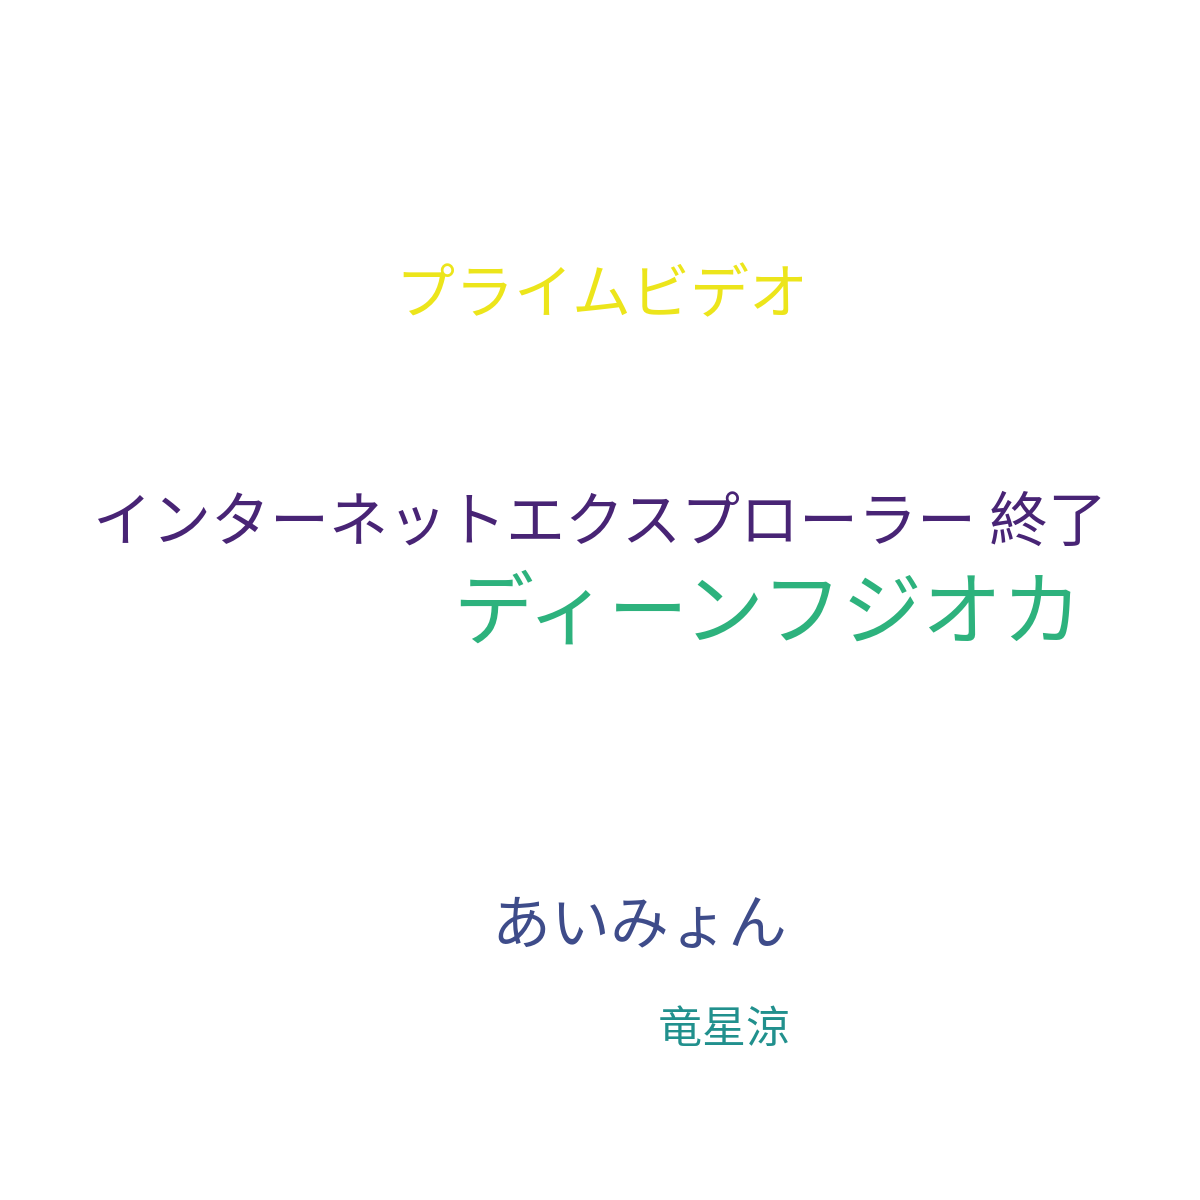 プライムビデオ
インターネットエクスプローラー 終了
ディーンフジオカ
あいみょん
竜星涼